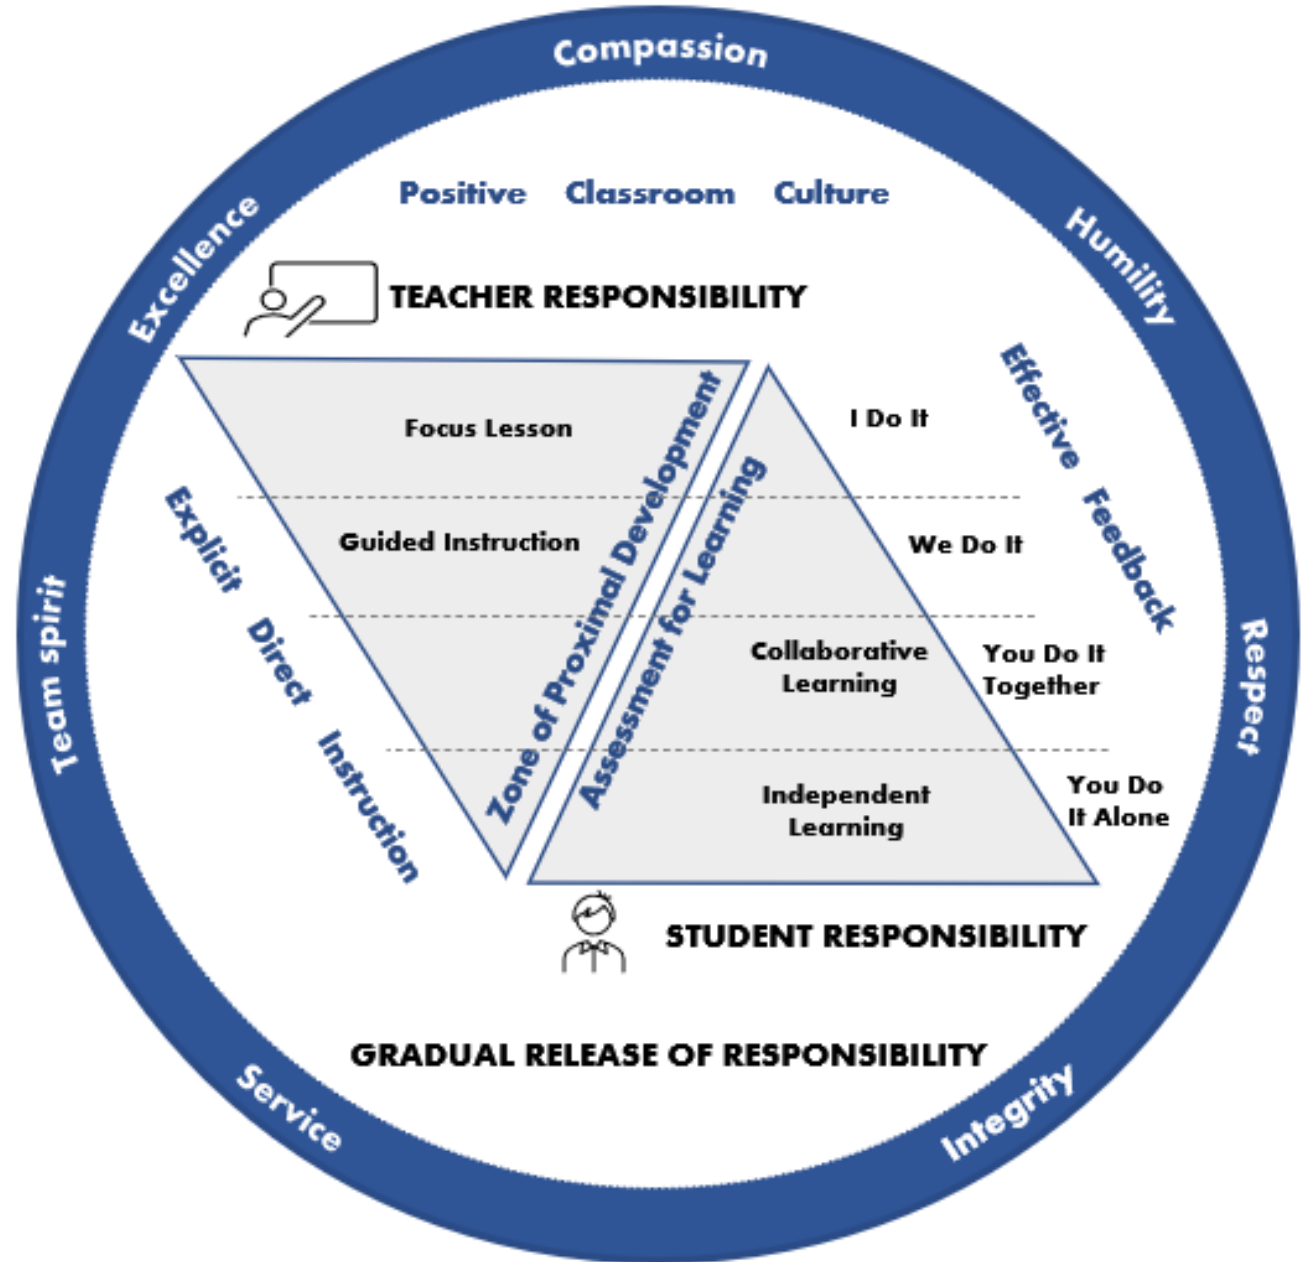 Compassion
Excellence
Humility
Positive Classroom Culture
TEACHER RESPONSIBILITY
Focus Lesson
I Do It
Effective Feedback
Guided Instruction
We Do It
Explicit Direct Instruction
Zone of Proximal Development
Assessment for Learning
Collaborative
Learning
You Do It
Together
Team spirit
Respect
Independent
Learning
You Do
It Alone
STUDENT RESPONSIBILITY
GRADUAL RELEASE OF RESPONSIBILITY
Service
Integrity